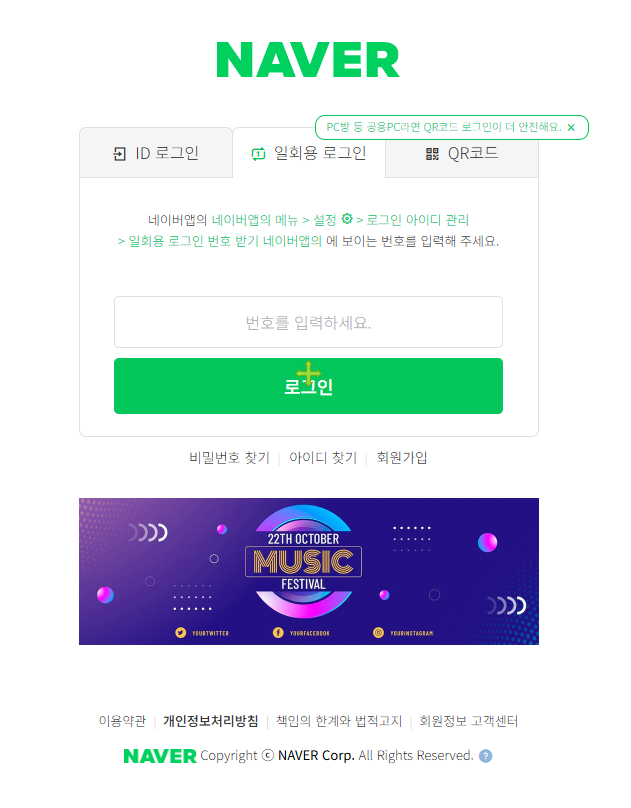 NAVER
PC방 등 공용PC라면 QR코드 로그인이 더 안전해요. ×
ID 로그인
1 일회용 로그인
QR코드
네이버앱의 네이버앱의 메뉴 > 설정 > 로그인 아이디 관리
> 일회용 로그인 번호 받기 네이버앱의 에 보이는 번호를 입력해 주세요.
번호를 입력하세요.
로그인
비밀번호 찾기 | 아이디 찾기 | 회원가입
22TH OCTOBER
MUSIC
FESTIVAL
YOURTWITTER YOURFACEBOOK YOURINSTAGRAM
이용약관 | 개인정보처리방침 | 책임의 한계와 법적고지 | 회원정보 고객센터
NAVER Copyright ⓒ NAVER Corp. All Rights Reserved. ?